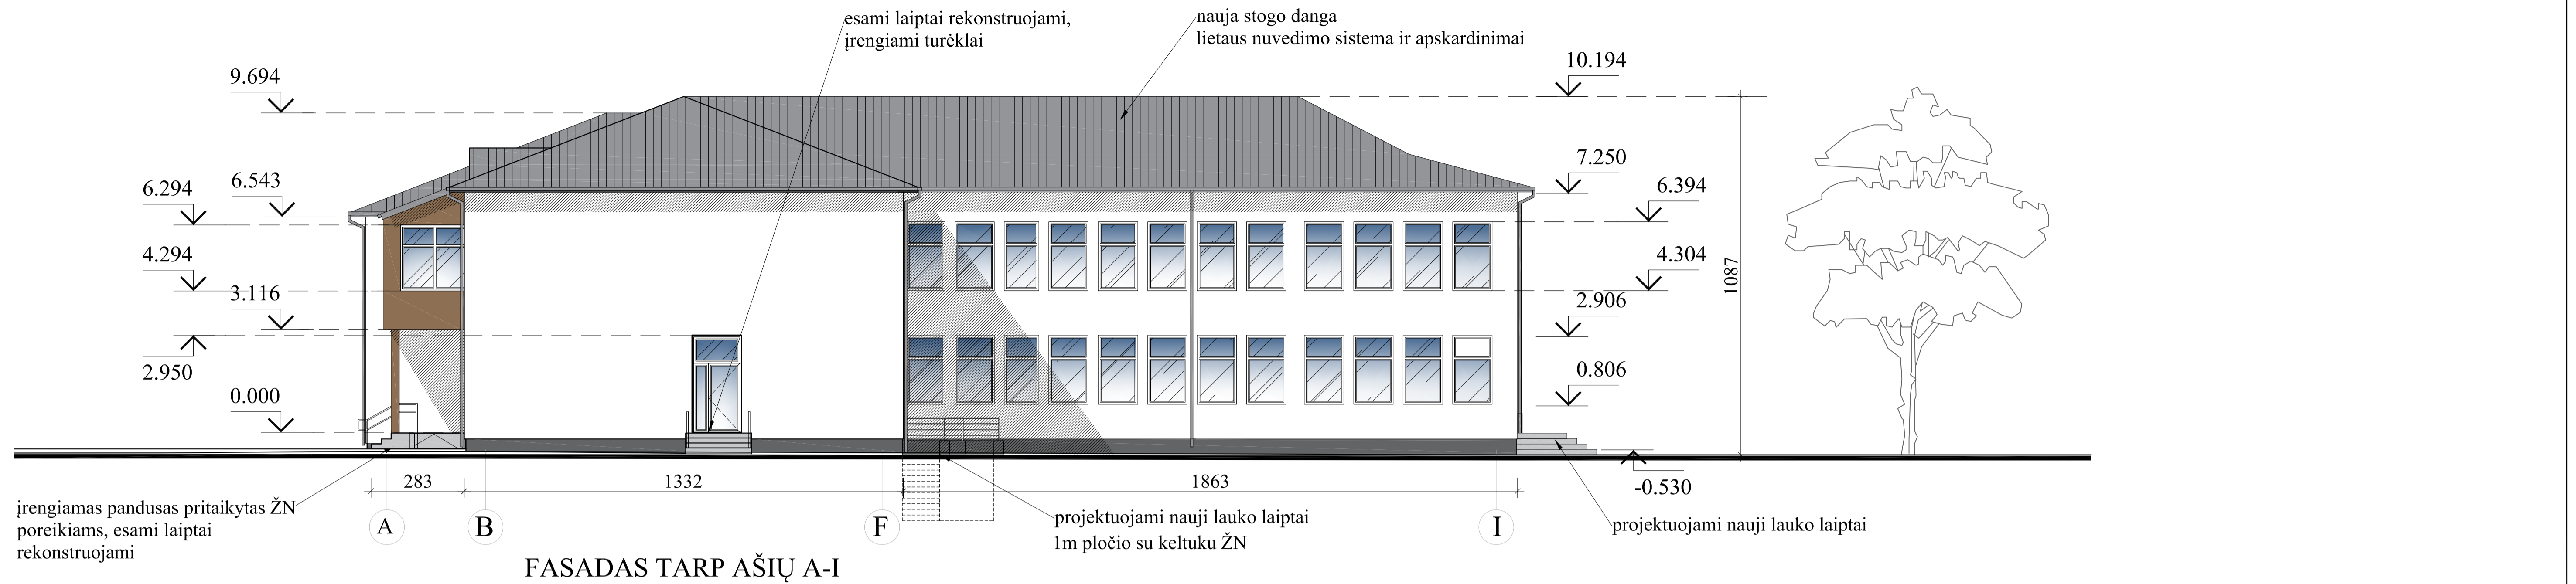 esami laiptai rekonstruojami,
įrengiami turėklai
nauja stogo danga
lietaus nuvedimo sistema ir apskardinimai
9.694
10.194
6.294
6.543
7.250
6.394
4.294
4.304
3.116
2.906
2.950
0.806
0.000
-0.530
1087
283
1332
1863
A
B
F
I
įrengiamas pandusas pritaikytas ŽN
poreikiams, esami laiptai
rekonstruojami
projektuojami nauji lauko laiptai
1m pločio su keltuku ŽN
projektuojami nauji lauko laiptai
FASADAS TARP AŠIŲ A-I